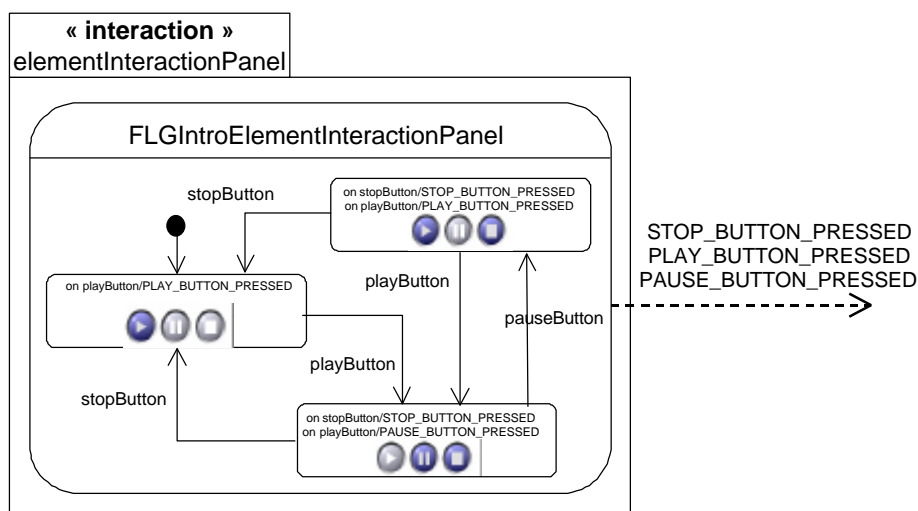 « interaction »
elementInteractionPanel
FLGIntroElementInteractionPanel
stopButton
on stopButton/STOP_BUTTON_PRESSED
on playButton/PLAY_BUTTON_PRESSED
STOP_BUTTON_PRESSED
PLAY_BUTTON_PRESSED
PAUSE_BUTTON_PRESSED
on playButton/PLAY_BUTTON_PRESSED
playButton
pauseButton
playButton
stopButton
on stopButton/STOP_BUTTON_PRESSED
on playButton/PAUSE_BUTTON_PRESSED